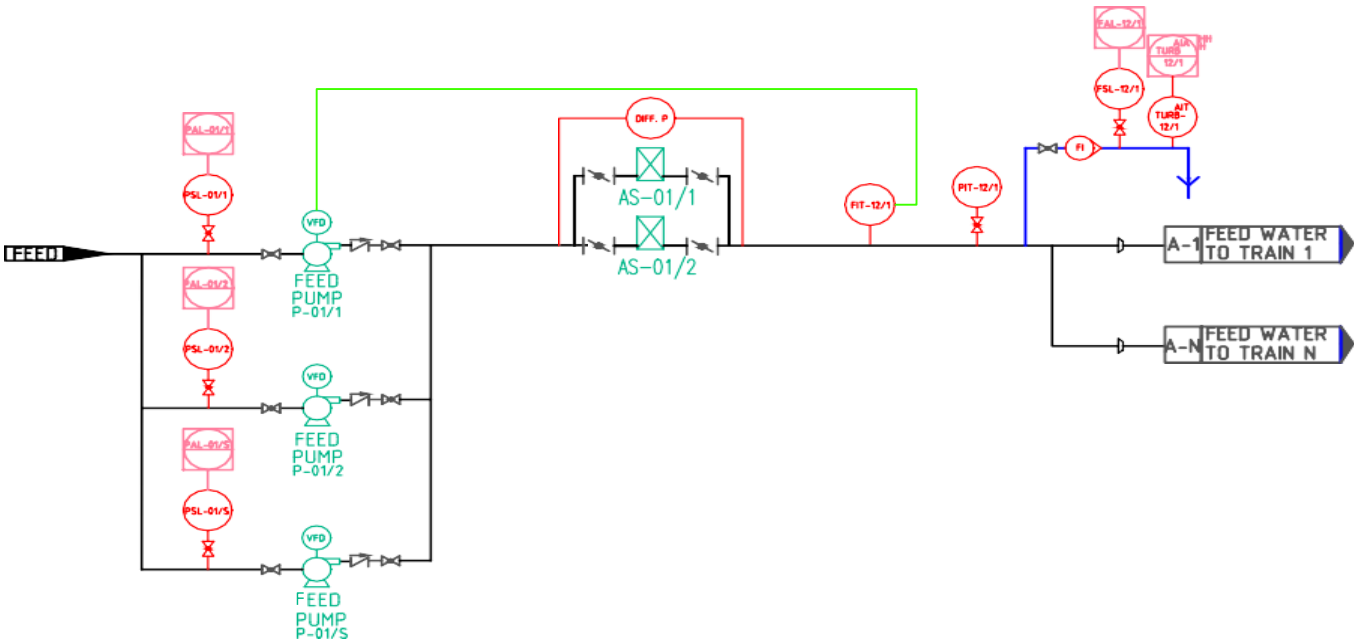 FAL-12/1
AIA
HH
H
TURB
12/1
FSL-12/1
AIT
TURB-
12/1
DIFF. P
PAL-01/1
FI
AS-01/1
PSL-01/1
FIT-12/1
PIT-12/1
VFD
AS-01/2
FEED
FEED
PUMP
P-01/1
A-1
FEED WATER
TO TRAIN 1
PAL-01/2
PSL-01/2
A-N
FEED WATER
TO TRAIN N
VFD
FEED
PUMP
P-01/2
PAL-01/S
PSL-01/S
VFD
FEED
PUMP
P-01/S